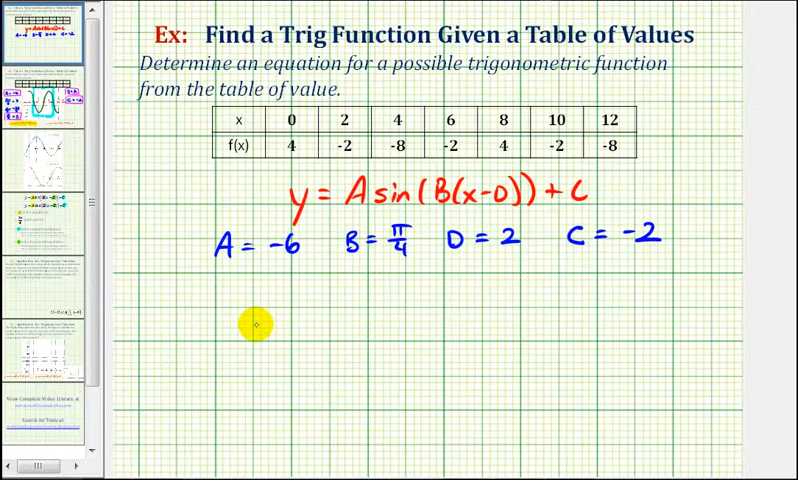 Ex: Find a Trig Function Given a Table of Values
Determine an equation for a possible trigonometric function
from the table of value.
x 0 2 4 6 8 10 12
f(x) 4 -2 -8 -2 4 -2 -8
y = A sin(B(x-D)) + C
A = -6 B = π/4 D = 2 C = -2